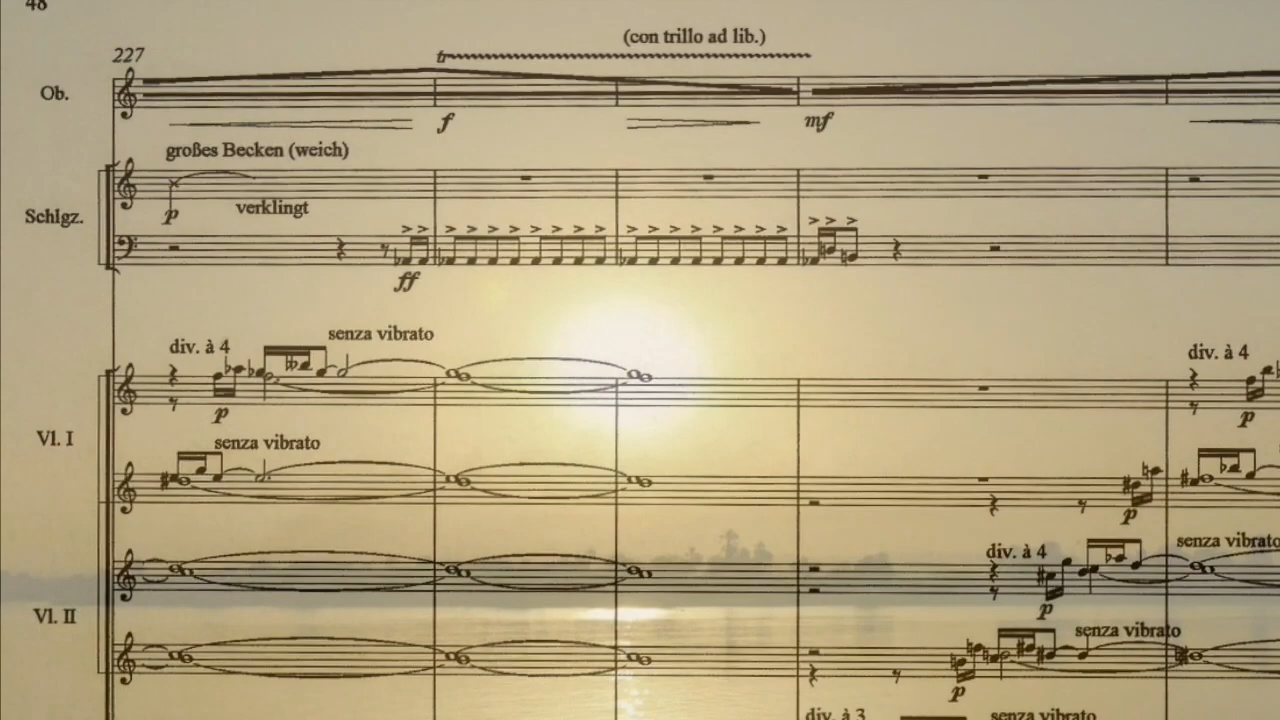 48
227
tr
(con trillo ad lib.)
Ob.
f
mf
großes Becken (weich)
Schlgz.
p
verklingt
ff
div. à 4
senza vibrato
div. à 4
p
p
Vl. I
senza vibrato
p
div. à 4
senza vibrato
p
Vl. II
senza vibrato
p
div. à 3
senza vibrato